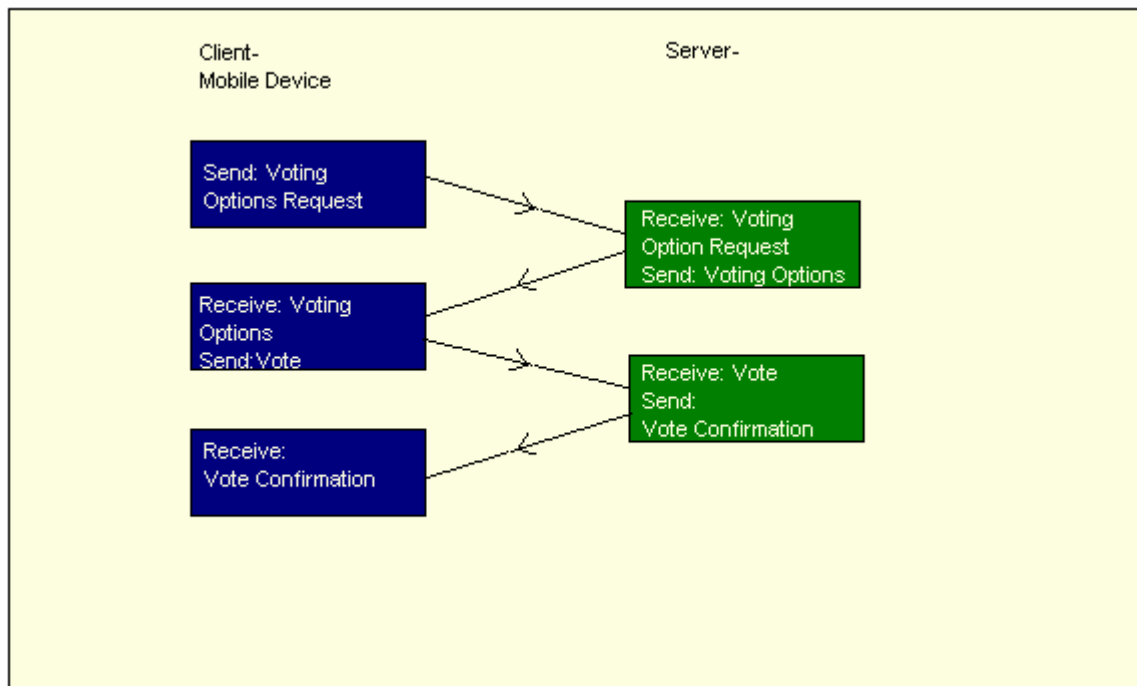 Client-
Mobile Device
Server-
Send: Voting
Options Request
Receive: Voting
Option Request
Send: Voting Options
Receive: Voting
Options
Send:Vote
Receive: Vote
Send:
Vote Confirmation
Receive:
Vote Confirmation